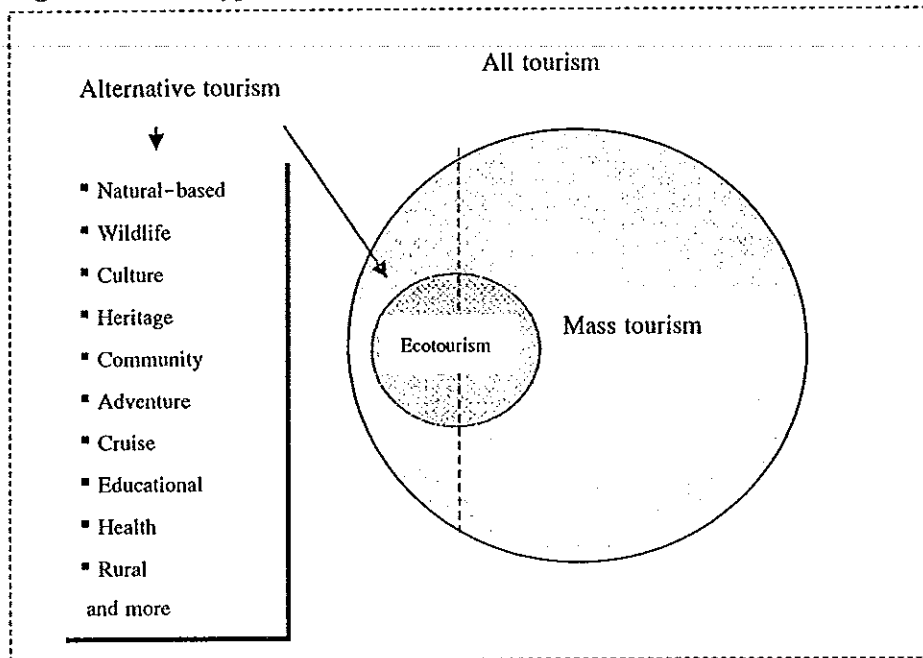 All tourism
Alternative tourism
▪ Natural-based
▪ Wildlife
▪ Culture
▪ Heritage
▪ Community
▪ Adventure
▪ Cruise
▪ Educational
▪ Health
▪ Rural
and more
Ecotourism
Mass tourism